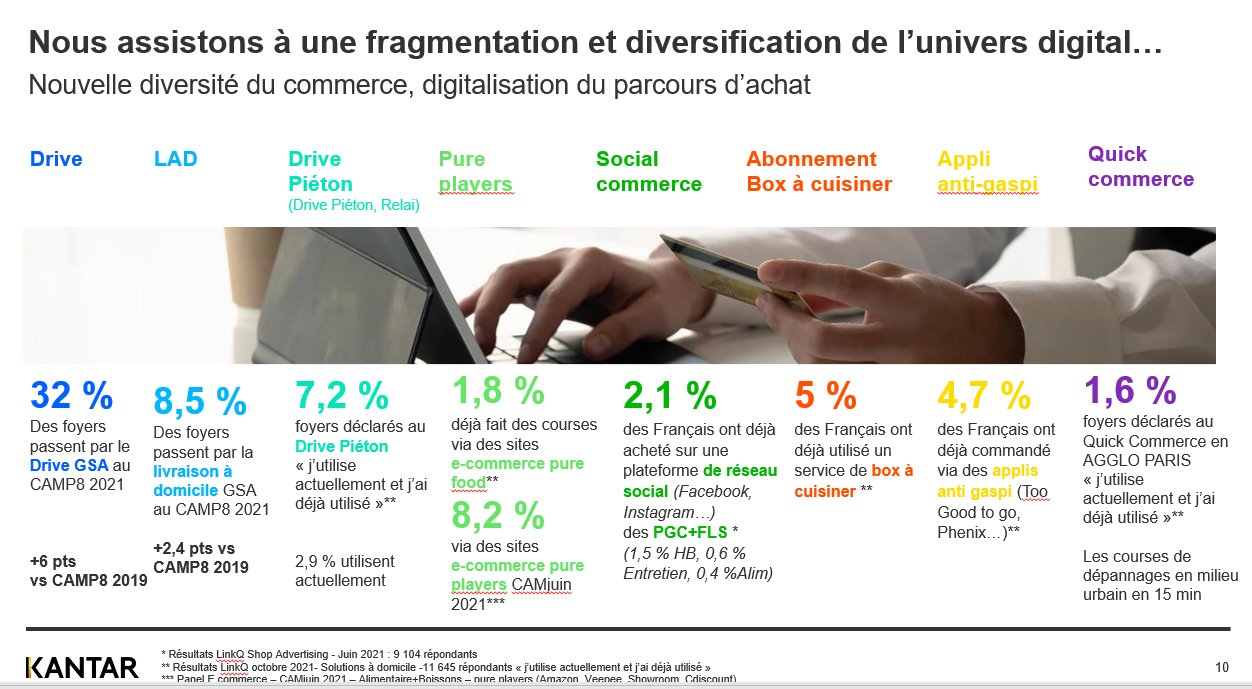 Nous assistons à une fragmentation et diversification de l’univers digital…
Nouvelle diversité du commerce, digitalisation du parcours d’achat
Drive
LAD
Drive
Piéton
(Drive Piéton, Relai)
Pure
players
Social
commerce
Abonnement
Box à cuisiner
Appli
anti-gaspi
Quick
commerce
32 %
Des foyers
passent par le
Drive GSA au
CAMP8 2021
+6 pts
vs CAMP8 2019
8,5 %
Des foyers
passent par la
livraison à
domicile GSA
au CAMP8 2021
+2,4 pts vs
CAMP8 2019
7,2 %
foyers déclarés au
Drive Piéton
« j’utilise
actuellement et j’ai
déjà utilisé »**
2,9 % utilisent
actuellement
1,8 %
déjà fait des courses
via des sites
e-commerce pure
food**
8,2 %
via des sites
e-commerce pure
players CAMjuin
2021***
2,1 %
des Français ont déjà
acheté sur une
plateforme de réseau
social (Facebook,
Instagram…)
des PGC+FLS *
(1,5 % HB, 0,6 %
Entretien, 0,4 %Alim)
5 %
des Français ont
déjà utilisé un
service de box à
cuisiner **
4,7 %
des Français ont
déjà commandé
via des applis
anti gaspi (Too
Good to go,
Phenix…)**
1,6 %
foyers déclarés au
Quick Commerce en
AGGLO PARIS
« j’utilise
actuellement et j’ai
déjà utilisé »**
Les courses de
dépannages en milieu
urbain en 15 min
KANTAR
* Résultats LinkQ Shop Advertising - Juin 2021 : 9 104 répondants
** Résultats LinkQ octobre 2021- Solutions à domicile -11 645 répondants « j’utilise actuellement et j’ai déjà utilisé »
*** Panel E commerce – CAMjuin 2021 – Alimentaire+Boissons – pure players (Amazon, Veepee, Showroom, Cdiscount)
10